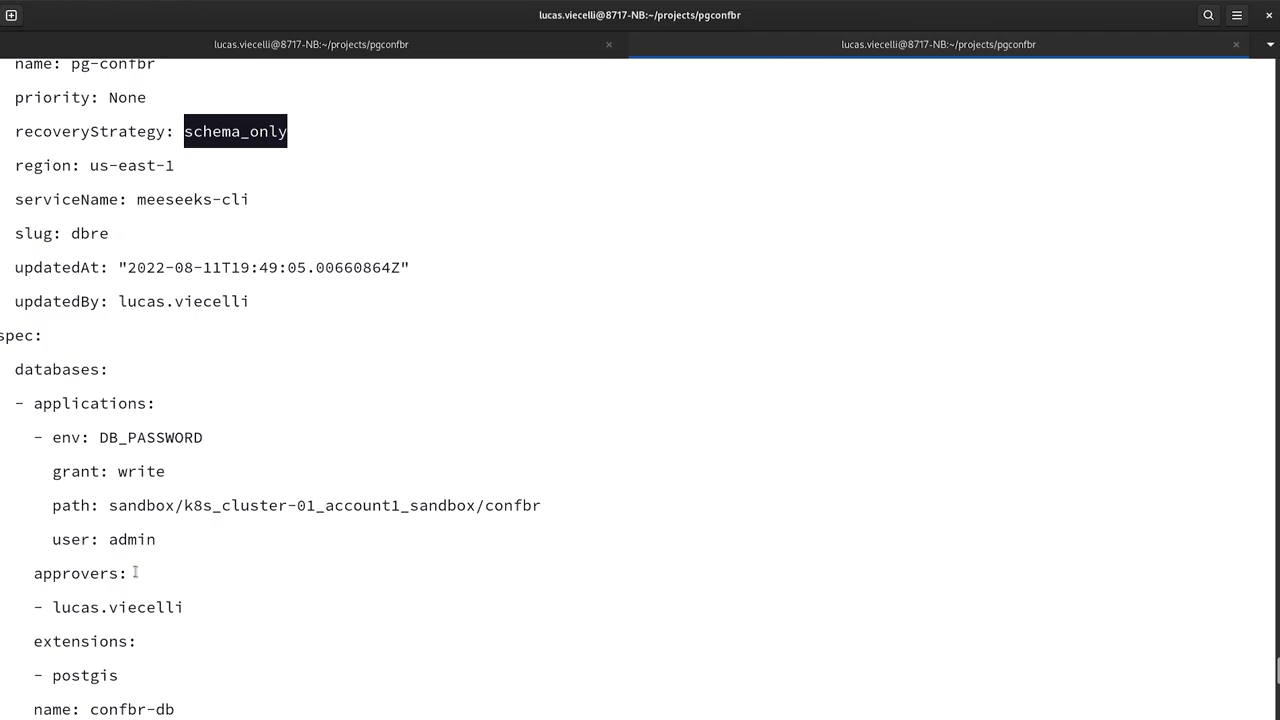 lucas.viecelli@8717-NB:~/projects/pgconfbr
lucas.viecelli@8717-NB:~/projects/pgconfbr
lucas.viecelli@8717-NB:~/projects/pgconfbr
name: pg-confbr
priority: None
recoveryStrategy: schema_only
region: us-east-1
serviceName: meeseeks-cli
slug: dbre
updatedAt: "2022-08-11T19:49:05.00660864Z"
updatedBy: lucas.viecelli
spec:
databases:
- applications:
- env: DB_PASSWORD
grant: write
path: sandbox/k8s_cluster-01_account1_sandbox/confbr
user: admin
approvers:
- lucas.viecelli
extensions:
- postgis
name: confbr-db